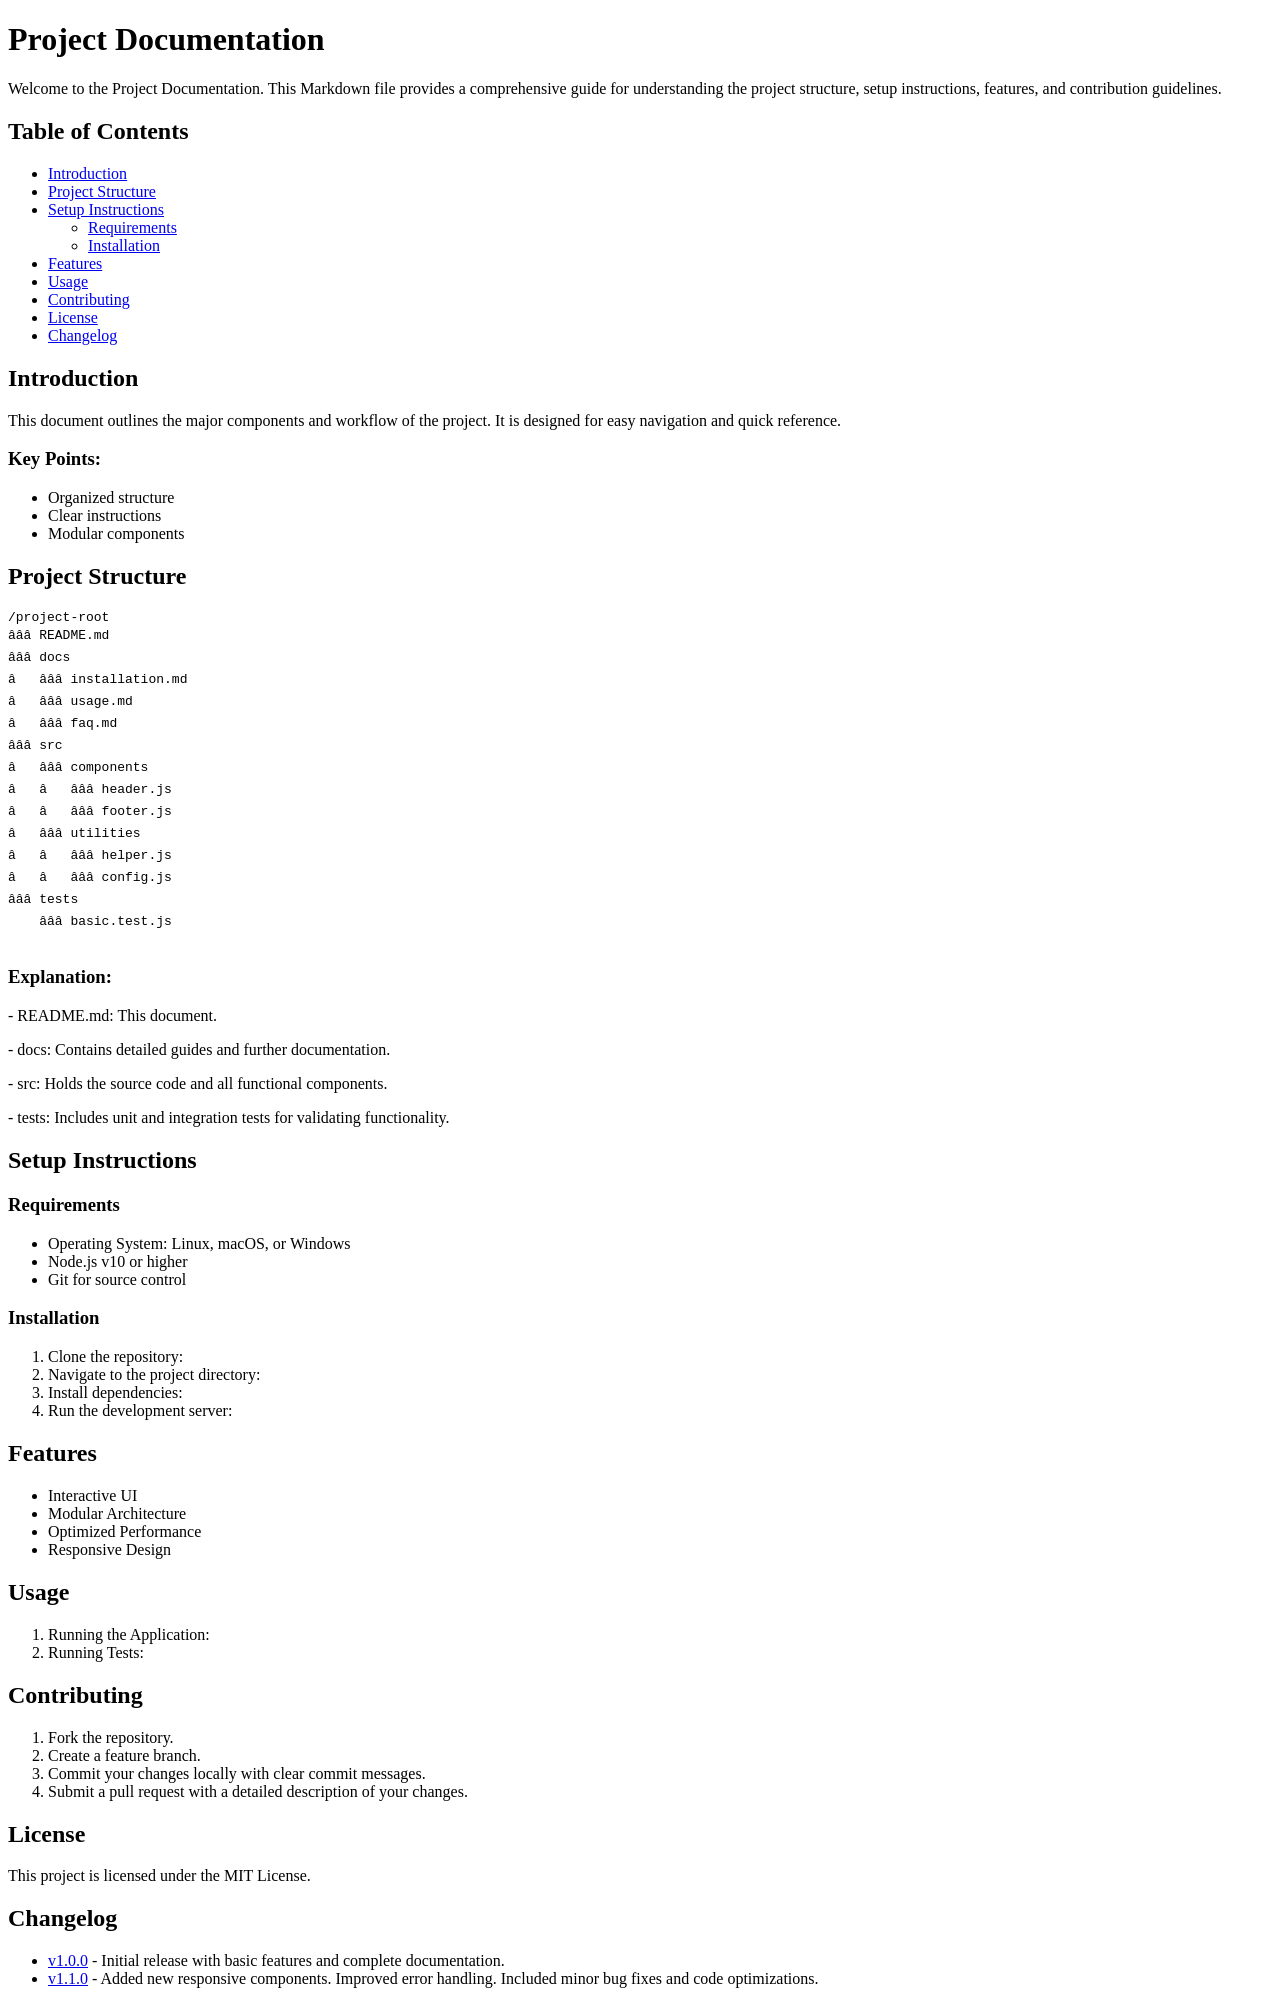 Project Documentation
Welcome to the Project Documentation. This Markdown file provides a comprehensive guide for understanding the project structure, setup instructions, features, and contribution guidelines.
Table of Contents
• Introduction
• Project Structure
• Setup Instructions
◦ Requirements
◦ Installation
• Features
• Usage
• Contributing
• License
• Changelog
Introduction
This document outlines the major components and workflow of the project. It is designed for easy navigation and quick reference.
Key Points:
• Organized structure
• Clear instructions
• Modular components
Project Structure
/project-root
âââ README.md
âââ docs
â   âââ installation.md
â   âââ usage.md
â   âââ faq.md
âââ src
â   âââ components
â   â   âââ header.js
â   â   âââ footer.js
â   âââ utilities
â   â   âââ helper.js
â   â   âââ config.js
âââ tests
    âââ basic.test.js
Explanation:
- README.md: This document.
- docs: Contains detailed guides and further documentation.
- src: Holds the source code and all functional components.
- tests: Includes unit and integration tests for validating functionality.
Setup Instructions
Requirements
• Operating System: Linux, macOS, or Windows
• Node.js v10 or higher
• Git for source control
Installation
1. Clone the repository:
2. Navigate to the project directory:
3. Install dependencies:
4. Run the development server:
Features
• Interactive UI
• Modular Architecture
• Optimized Performance
• Responsive Design
Usage
1. Running the Application:
2. Running Tests:
Contributing
1. Fork the repository.
2. Create a feature branch.
3. Commit your changes locally with clear commit messages.
4. Submit a pull request with a detailed description of your changes.
License
This project is licensed under the MIT License.
Changelog
• v1.0.0 - Initial release with basic features and complete documentation.
• v1.1.0 - Added new responsive components. Improved error handling. Included minor bug fixes and code optimizations.